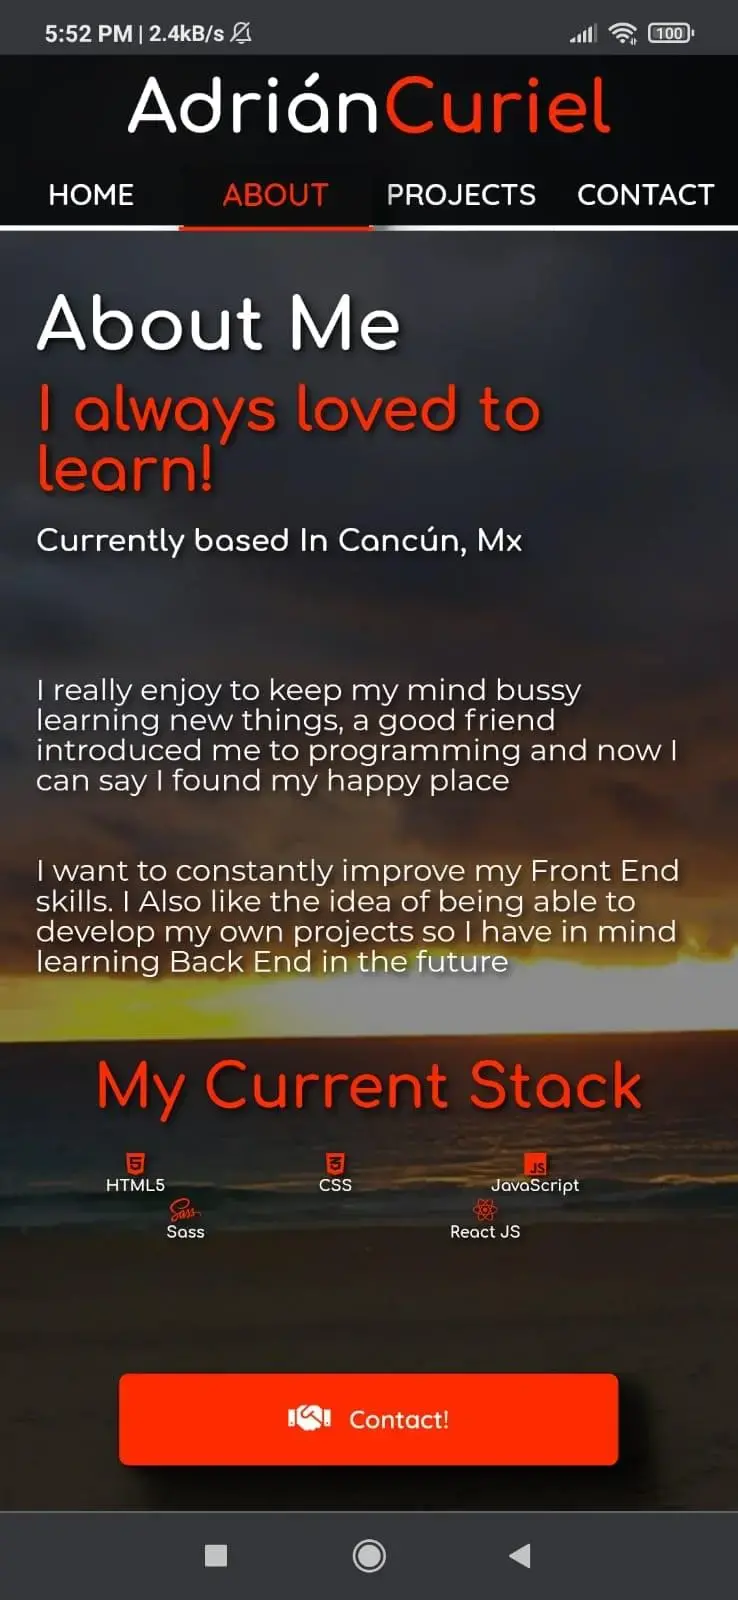 5:52 PM | 2.4kB/s
100
AdriánCuriel
HOME ABOUT PROJECTS CONTACT
About Me
I always loved to
learn!
Currently based In Cancún, Mx
I really enjoy to keep my mind bussy
learning new things, a good friend
introduced me to programming and now I
can say I found my happy place
I want to constantly improve my Front End
skills. I Also like the idea of being able to
develop my own projects so I have in mind
learning Back End in the future
My Current Stack
5 3 JS
HTML5 CSS JavaScript
Sass
Sass React JS
Contact!